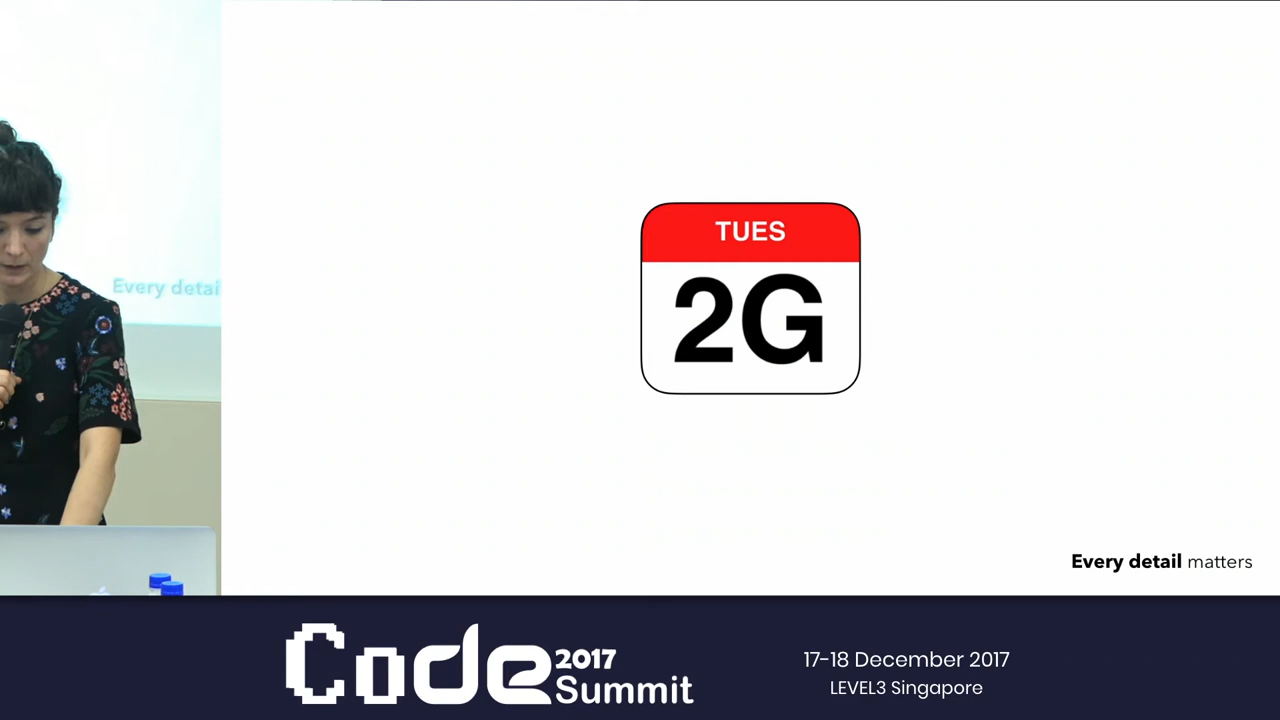 Every detai
TUES
2G
Every detail matters
Code 2017 Summit
17-18 December 2017
LEVEL3 Singapore